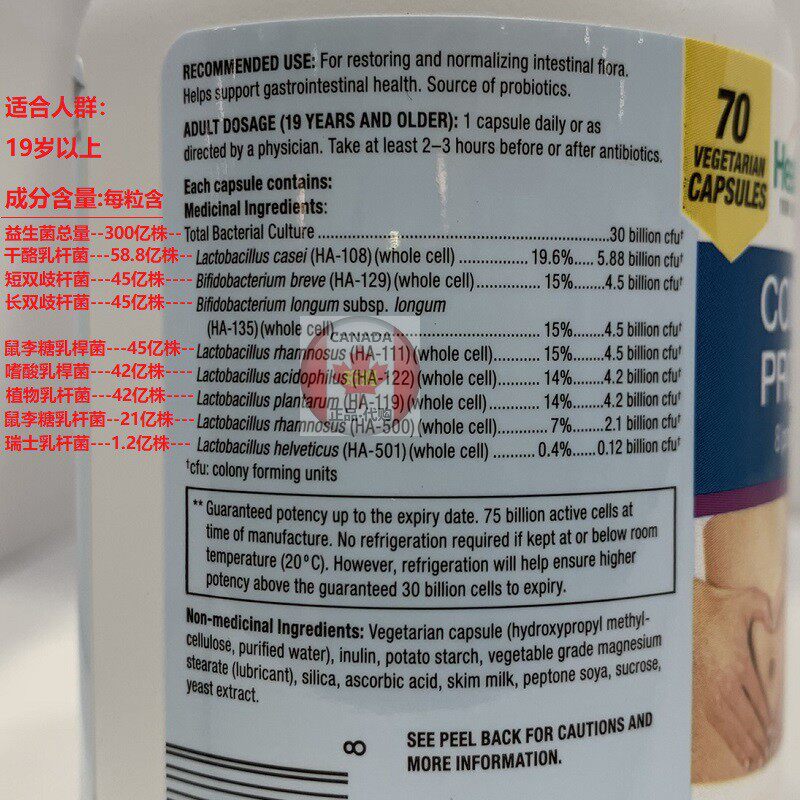 RECOMMENDED USE: For restoring and normalizing intestinal flora.
Helps support gastrointestinal health. Source of probiotics.
ADULT DOSAGE (19 YEARS AND OLDER): 1 capsule daily or as
directed by a physician. Take at least 2–3 hours before or after antibiotics.
Each capsule contains:
Medicinal Ingredients:
Total Bacterial Culture ..........30 billion cfu†
Lactobacillus casei (HA-108) (whole cell) .......... 19.6%..... 5.88 billion cfu†
Bifidobacterium breve (HA-129) (whole cell) .......... 15%......4.5 billion cfu†
Bifidobacterium longum subsp. longum
(HA-135) (whole cell).......... 15%......4.5 billion cfu†
Lactobacillus rhamnosus (HA-111) (whole cell).......... 15%......4.5 billion cfu†
Lactobacillus acidophilus (HA-122) (whole cell) .......... 14%......4.2 billion cfu†
Lactobacillus plantarum (HA-119) (whole cell).......... 14%......4.2 billion cfu†
Lactobacillus rhamnosus (HA-500) (whole cell).......... 7%......2.1 billion cfu†
Lactobacillus helveticus (HA-501) (whole cell) .......... 0.4%......0.12 billion cfu†
†cfu: colony forming units
** Guaranteed potency up to the expiry date. 75 billion active cells at
time of manufacture. No refrigeration required if kept at or below room
temperature (20°C). However, refrigeration will help ensure higher
potency above the guaranteed 30 billion cells to expiry.
Non-medicinal Ingredients: Vegetarian capsule (hydroxypropyl methyl-
cellulose, purified water), inulin, potato starch, vegetable grade magnesium
stearate (lubricant), silica, ascorbic acid, skim milk, peptone soya, sucrose,
yeast extract.
SEE PEEL BACK FOR CAUTIONS AND
MORE INFORMATION.
8
70
VEGETARIAN
CAPSULES
适合人群:
19岁以上
成分含量:每粒含
益生菌总量--300亿株--
干酪乳杆菌--58.8亿株--
短双歧杆菌--45亿株---
长双歧杆菌--45亿株---
鼠李糖乳桿菌---45亿株--
嗜酸乳桿菌--42亿株---
植物乳杆菌--42亿株---
鼠李糖乳杆菌--21亿株---
瑞士乳杆菌--1.2亿株---
CANADA
正品·代购